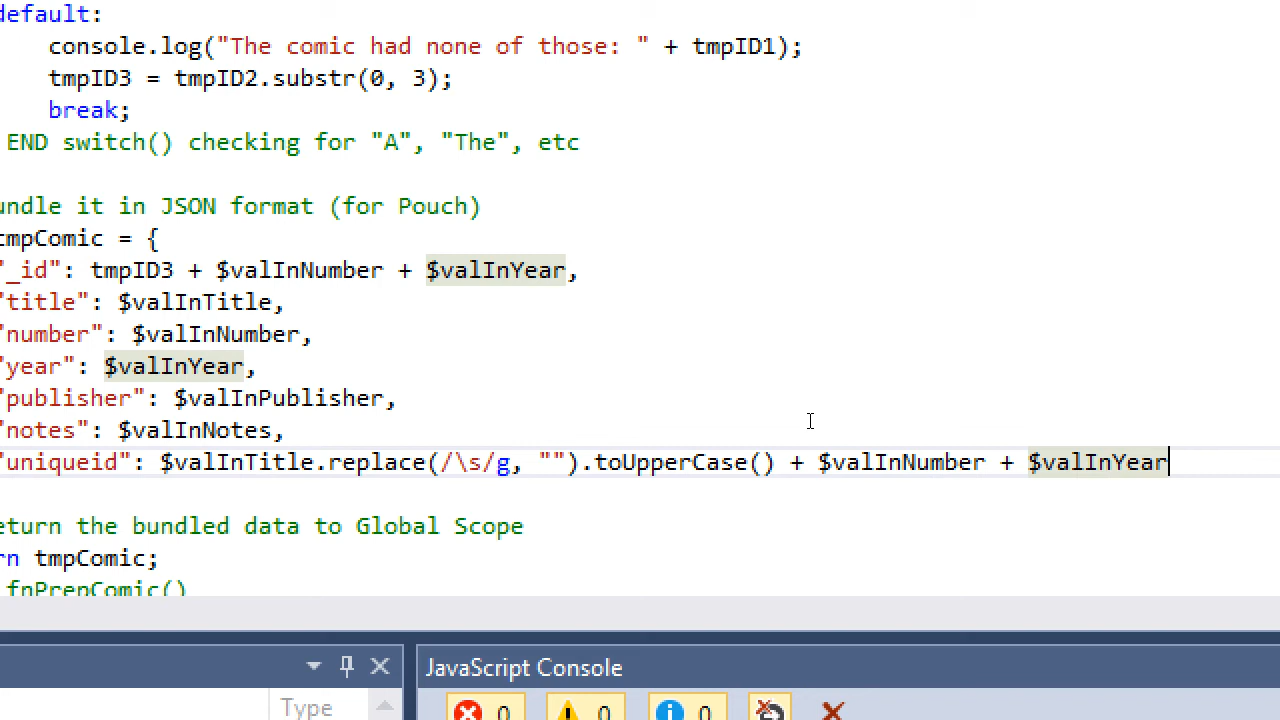 default:
console.log("The comic had none of those: " + tmpID1);
tmpID3 = tmpID2.substr(0, 3);
break;
END switch() checking for "A", "The", etc
undle it in JSON format (for Pouch)
tmpComic = {
"_id": tmpID3 + $valInNumber + $valInYear,
"title": $valInTitle,
"number": $valInNumber,
"year": $valInYear,
"publisher": $valInPublisher,
"notes": $valInNotes,
"uniqueid": $valInTitle.replace(/\s/g, "").toUpperCase() + $valInNumber + $valInYear
eturn the bundled data to Global Scope
rn tmpComic;
fnPrepComic()
JavaScript Console
Type
0 0 0